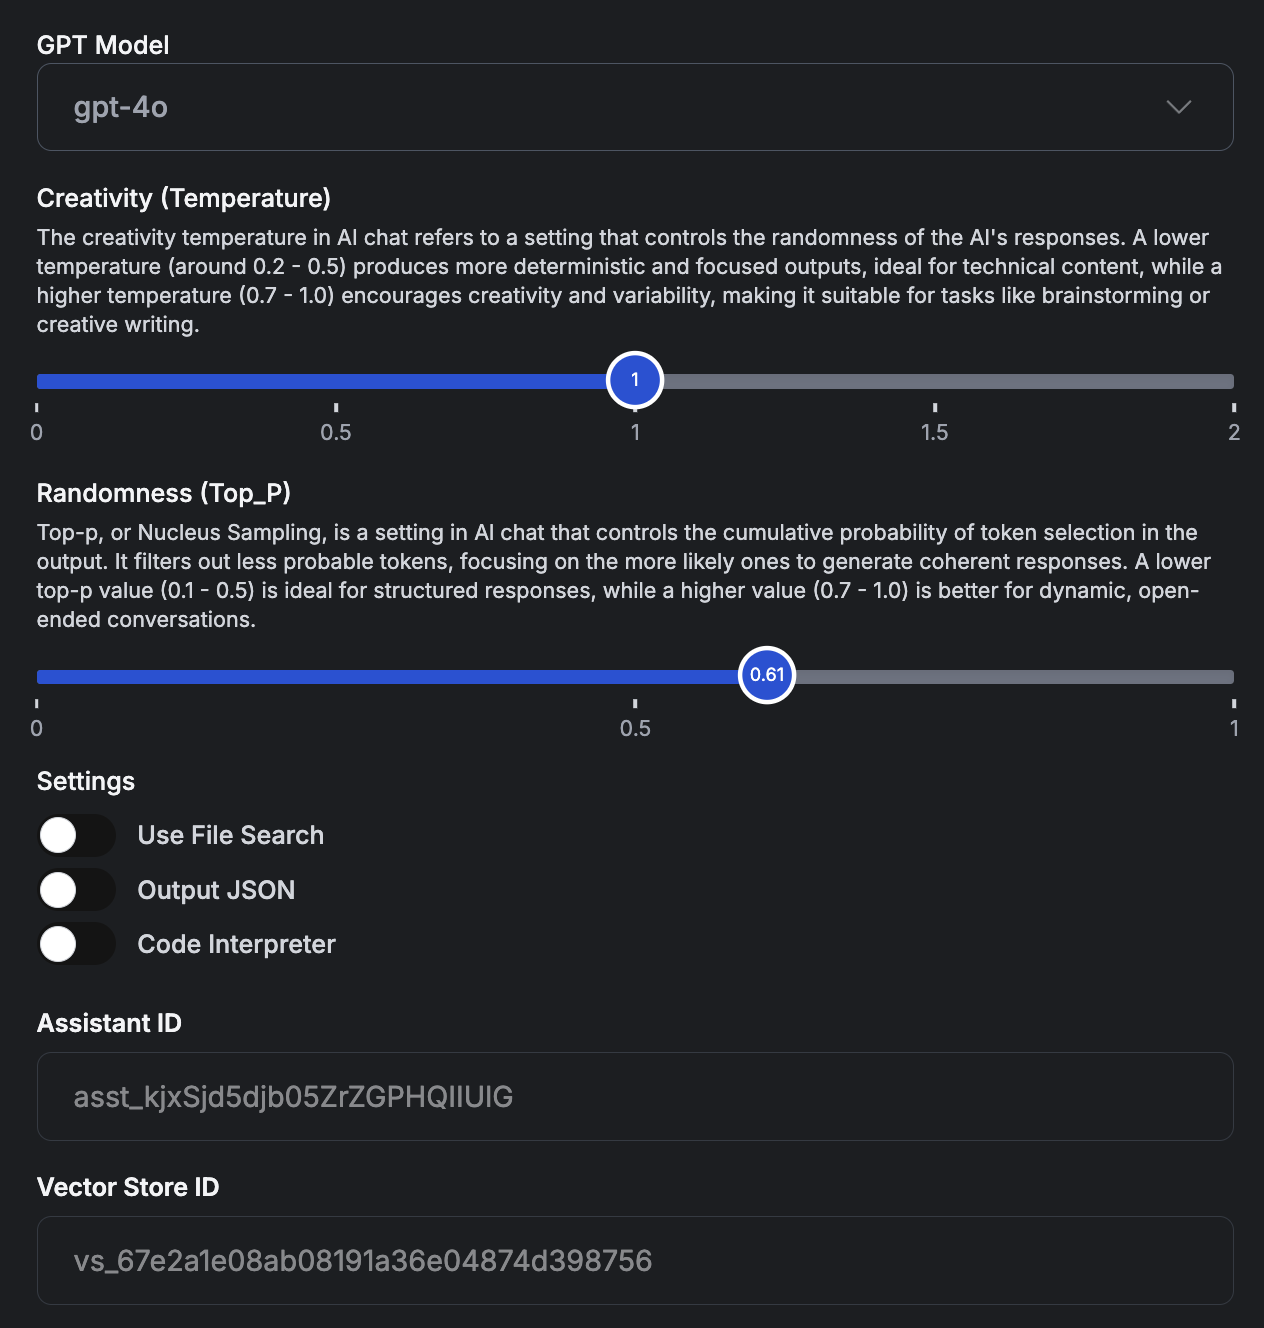 GPT Model
gpt-4o
Creativity (Temperature)
The creativity temperature in AI chat refers to a setting that controls the randomness of the AI's responses. A lower
temperature (around 0.2 - 0.5) produces more deterministic and focused outputs, ideal for technical content, while a
higher temperature (0.7 - 1.0) encourages creativity and variability, making it suitable for tasks like brainstorming or
creative writing.
1
0 0.5 1 1.5 2
Randomness (Top_P)
Top-p, or Nucleus Sampling, is a setting in AI chat that controls the cumulative probability of token selection in the
output. It filters out less probable tokens, focusing on the more likely ones to generate coherent responses. A lower
top-p value (0.1 - 0.5) is ideal for structured responses, while a higher value (0.7 - 1.0) is better for dynamic, open-
ended conversations.
0.61
0 0.5 1
Settings
Use File Search
Output JSON
Code Interpreter
Assistant ID
asst_kjxSjd5djb05ZrZGPHQIIUIG
Vector Store ID
vs_67e2a1e08ab08191a36e04874d398756